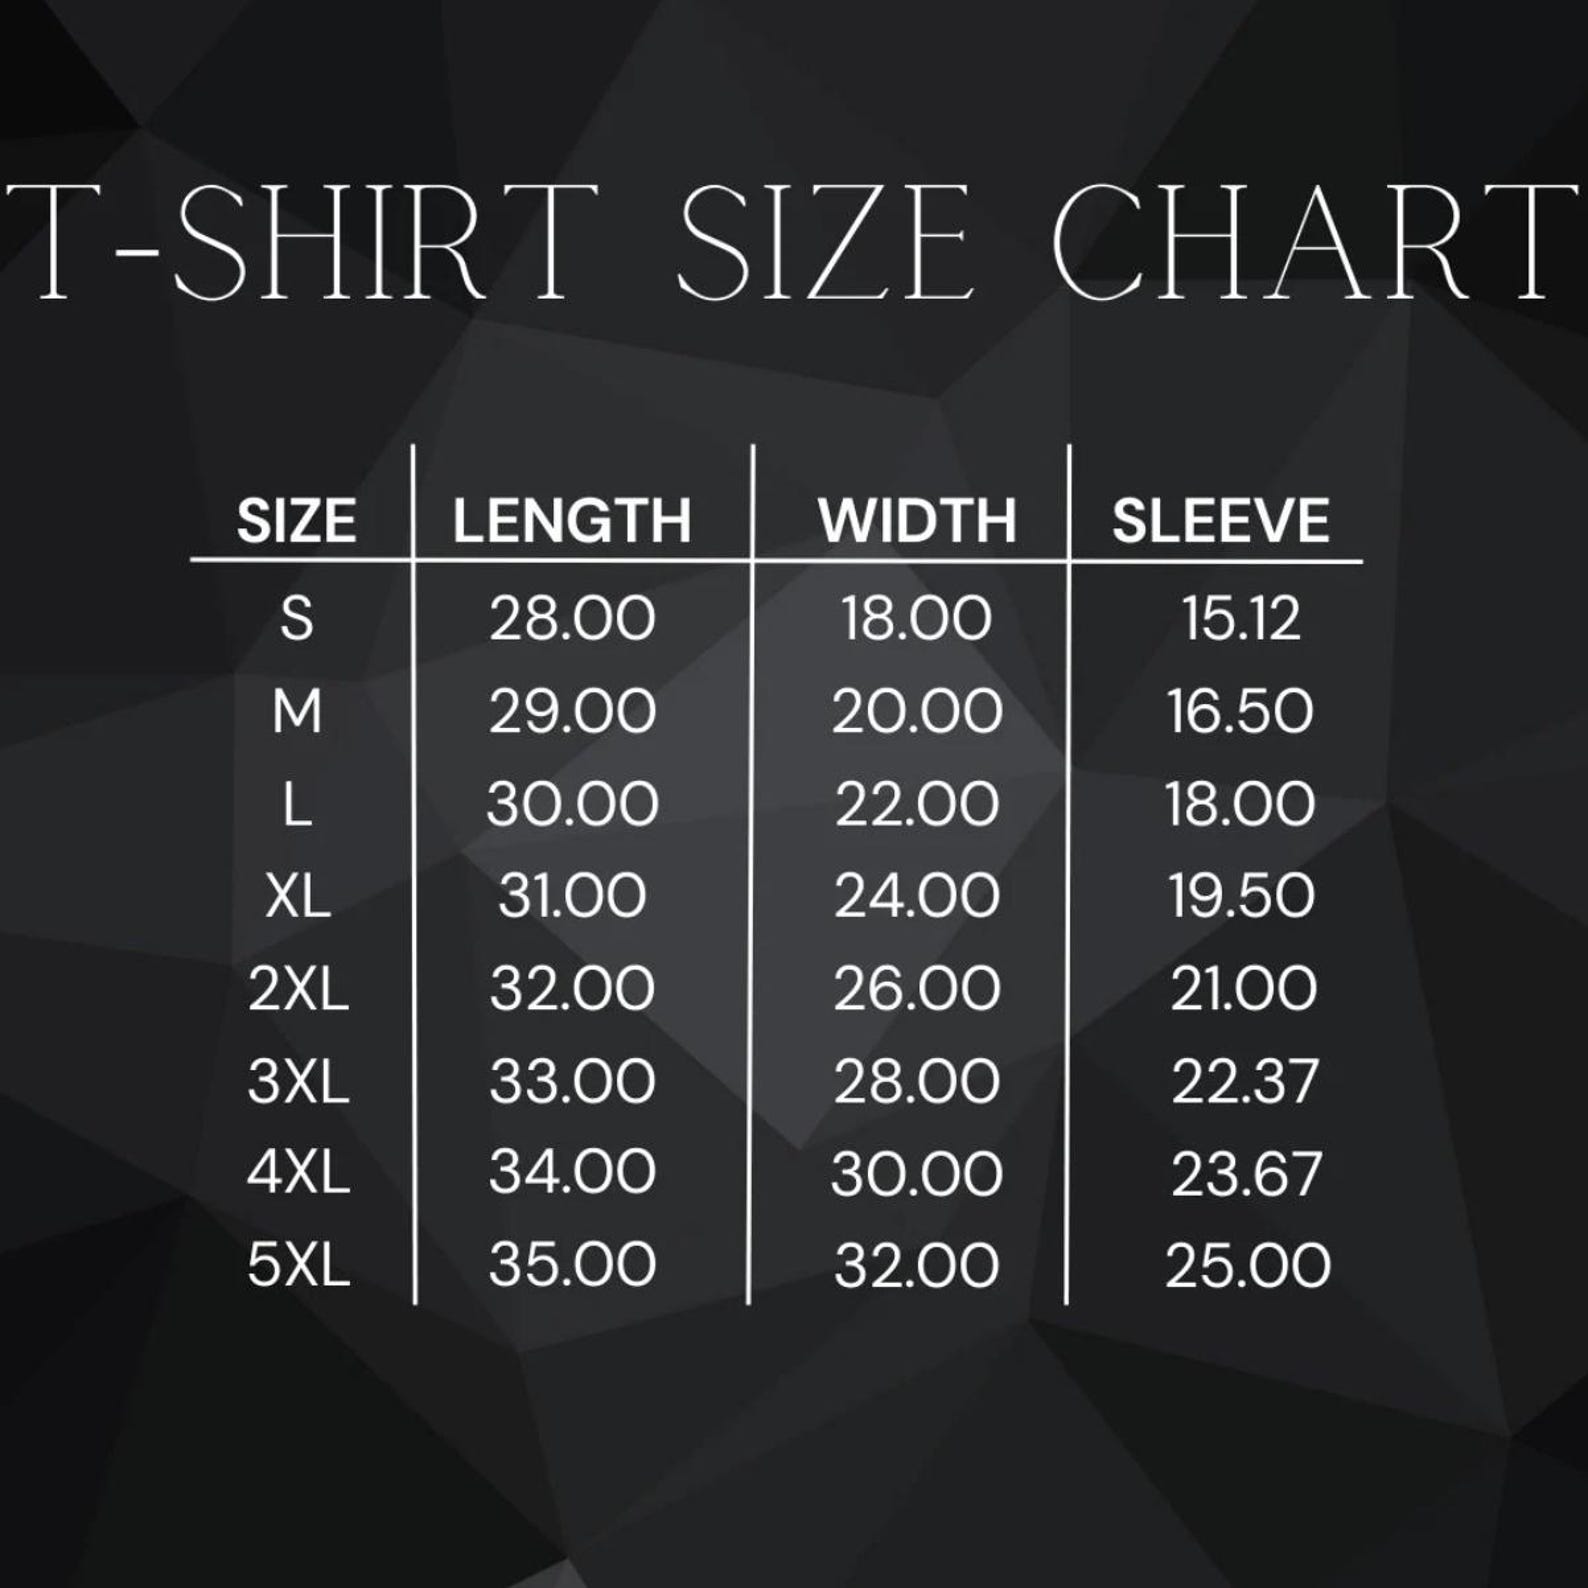 T-SHIRT SIZE CHART
SIZE LENGTH WIDTH SLEEVE
S 28.00 18.00 15.12
M 29.00 20.00 16.50
L 30.00 22.00 18.00
XL 31.00 24.00 19.50
2XL 32.00 26.00 21.00
3XL 33.00 28.00 22.37
4XL 34.00 30.00 23.67
5XL 35.00 32.00 25.00